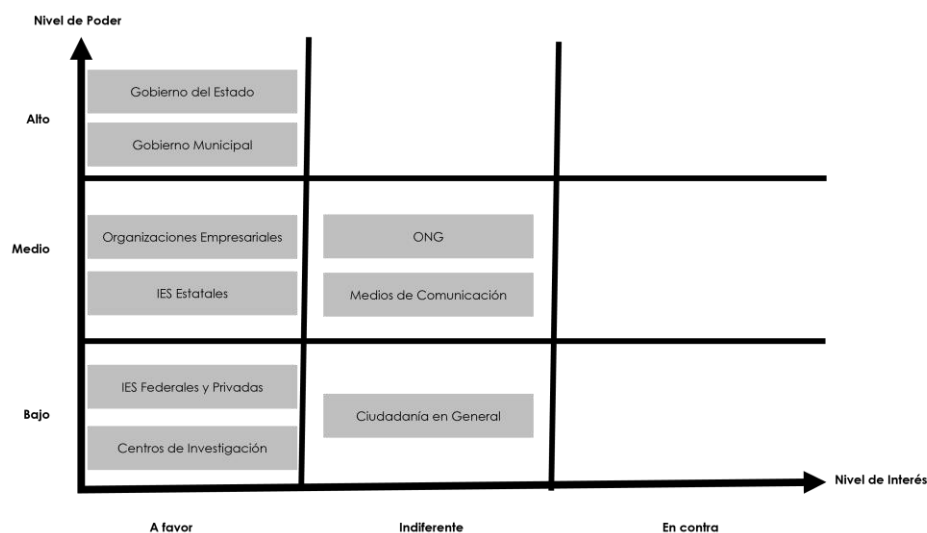 Nivel de Poder
Gobierno del Estado
Alto
Gobierno Municipal
Organizaciones Empresariales
ONG
Medio
IES Estatales
Medios de Comunicación
IES Federales y Privadas
Bajo
Ciudadanía en General
Centros de Investigación
Nivel de Interés
A favor
Indiferente
En contra